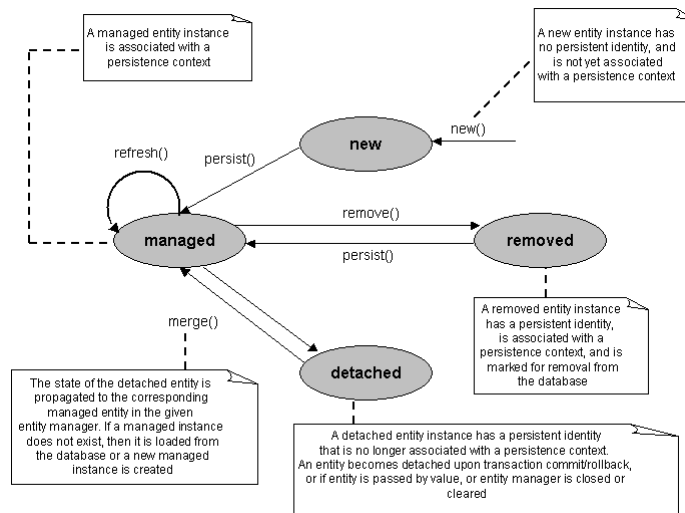 A managed entity instance
is associated with a
persistence context
A new entity instance has
no persistent identity, and
is not yet associated
with a persistence context
new()
new
refresh()
persist()
remove()
managed
removed
persist()
A removed entity instance
has a persistent identity,
is associated with a
persistence context, and is
marked for removal from
the database
merge()
detached
The state of the detached entity is
propagated to the corresponding
managed entity in the given
entity manager. If a managed instance
does not exist, then it is loaded from
the database or a new managed
instance is created
A detached entity instance has a persistent identity
that is no longer associated with a persistence context.
An entity becomes detached upon transaction commit/rollback,
or if entity is passed by value, or entity manager is closed or
cleared